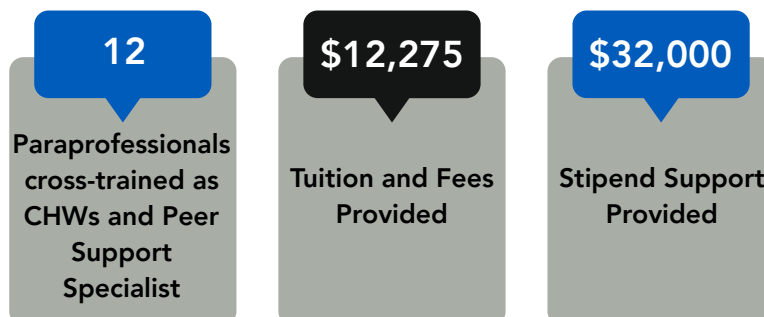 12
Paraprofessionals
cross-trained as
CHWs and Peer
Support
Specialist
$12,275
Tuition and Fees
Provided
$32,000
Stipend Support
Provided